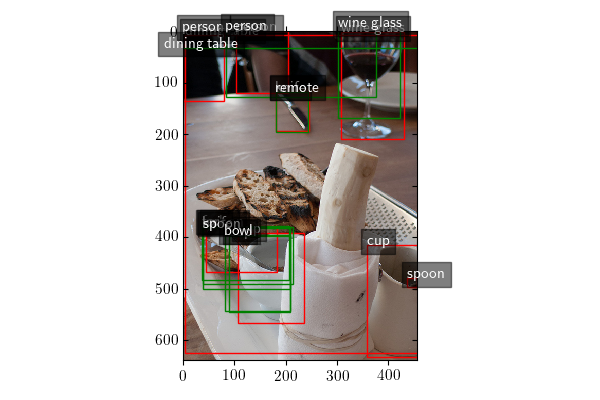 person person wine glass
dining table
remote
spoon
bowl
cup
spoon
0
100
200
300
400
500
600
0 100 200 300 400